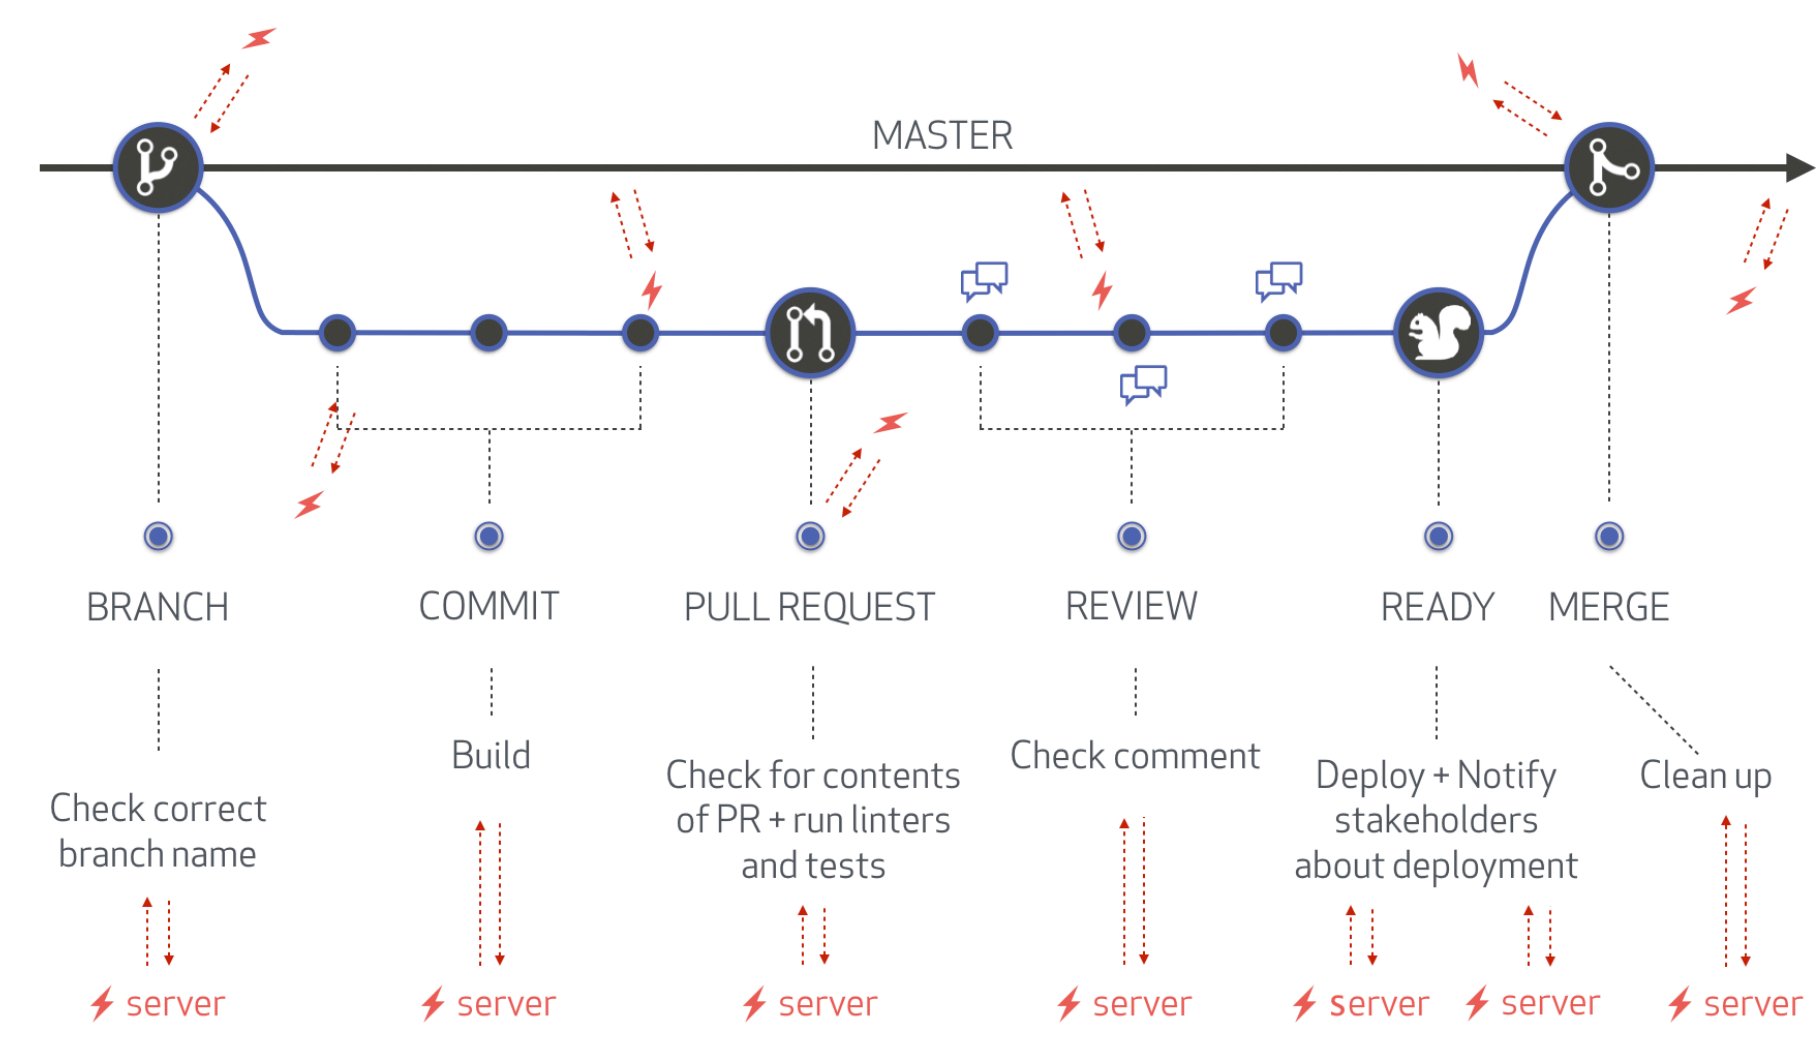 MASTER
BRANCH
COMMIT
PULL REQUEST
REVIEW
READY
MERGE
Check correct
branch name
Build
Check for contents
of PR + run linters
and tests
Check comment
Deploy + Notify
stakeholders
about deployment
Clean up
server
server
server
server
server
server
server